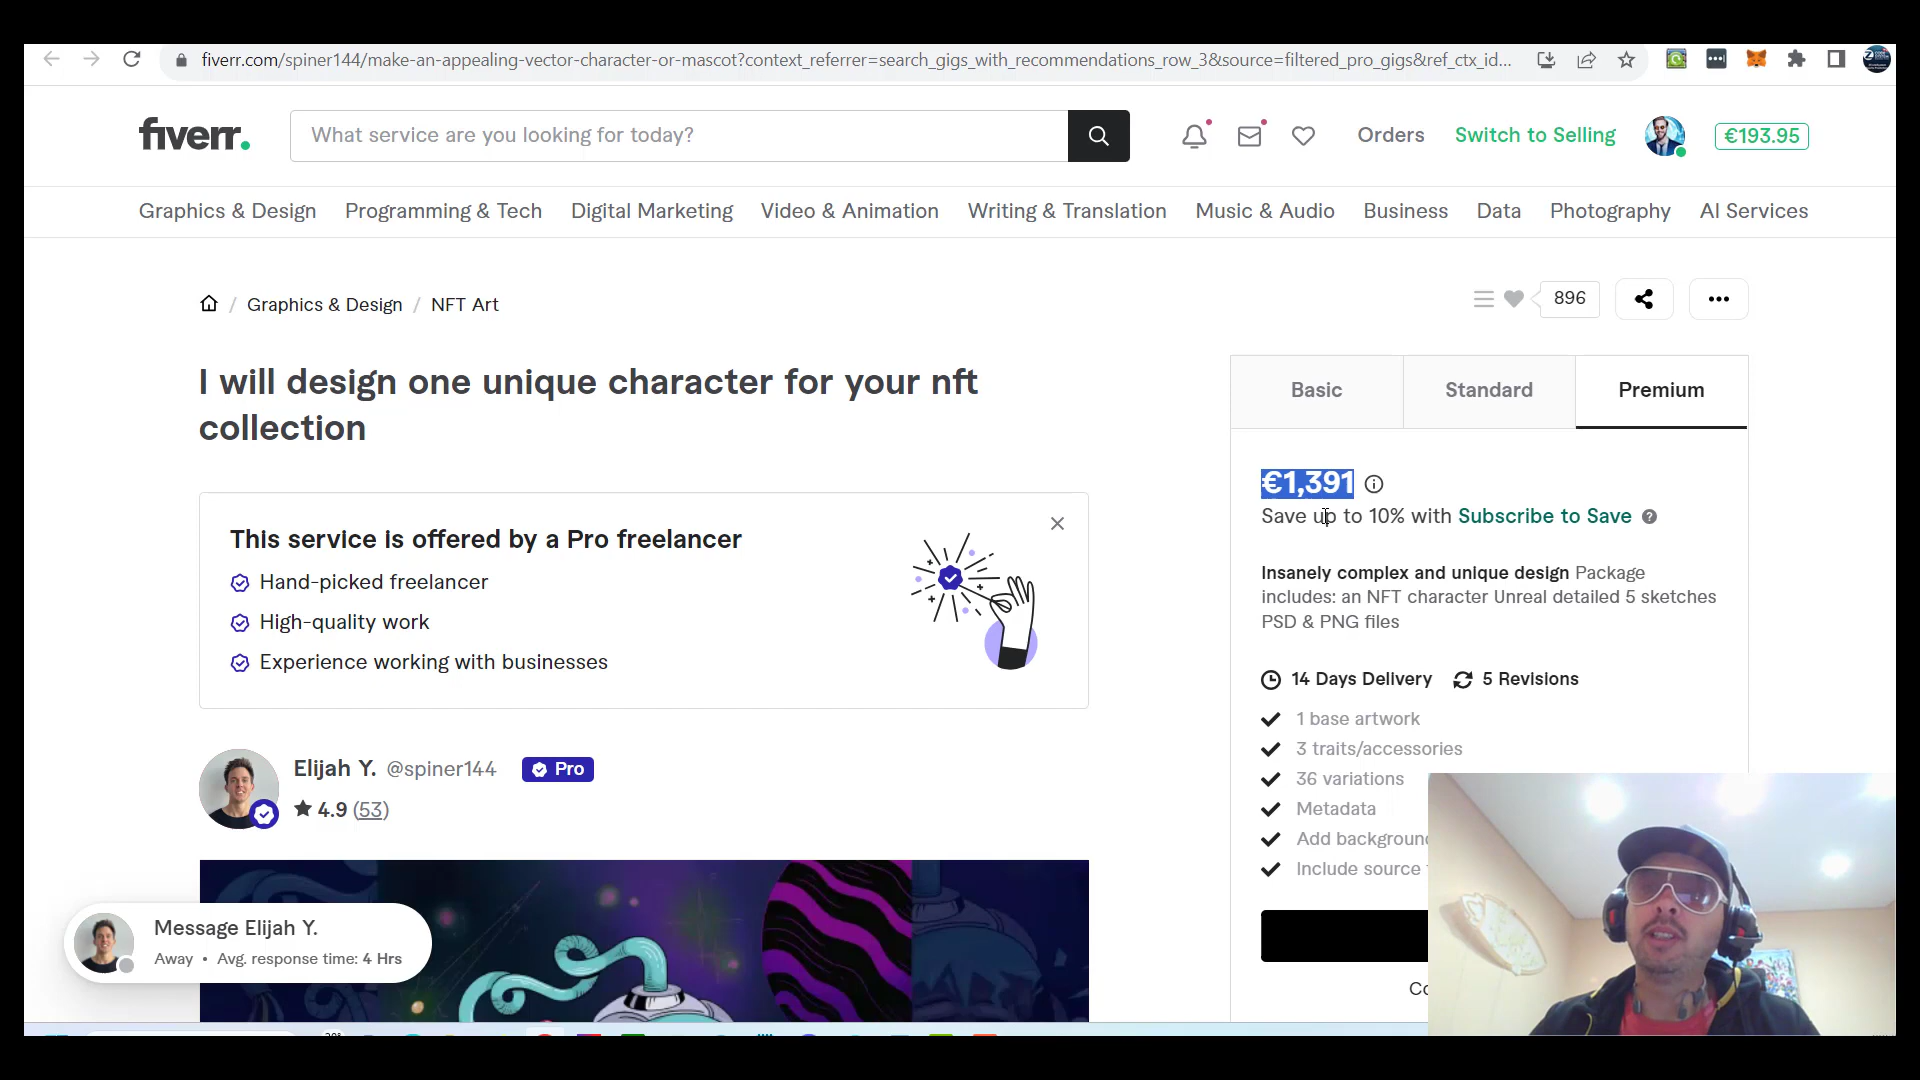 fiverr.com/spiner144/make-an-appealing-vector-character-or-mascot?context_referrer=search_gigs_with_recommendations_row_3&source=filtered_pro_gigs&ref_ctx_id...
fiverr.
What service are you looking for today?
Orders
Switch to Selling
€193.95
Graphics & Design
Programming & Tech
Digital Marketing
Video & Animation
Writing & Translation
Music & Audio
Business
Data
Photography
AI Services
/ Graphics & Design / NFT Art
896
I will design one unique character for your nft
collection
This service is offered by a Pro freelancer
Hand-picked freelancer
High-quality work
Experience working with businesses
Elijah Y. @spiner144
Pro
4.9 (53)
Message Elijah Y.
Away • Avg. response time: 4 Hrs
Basic
Standard
Premium
€1,391
Save up to 10% with Subscribe to Save
Insanely complex and unique design Package
includes: an NFT character Unreal detailed 5 sketches
PSD & PNG files
14 Days Delivery
5 Revisions
1 base artwork
3 traits/accessories
36 variations
Metadata
Add background
Include source